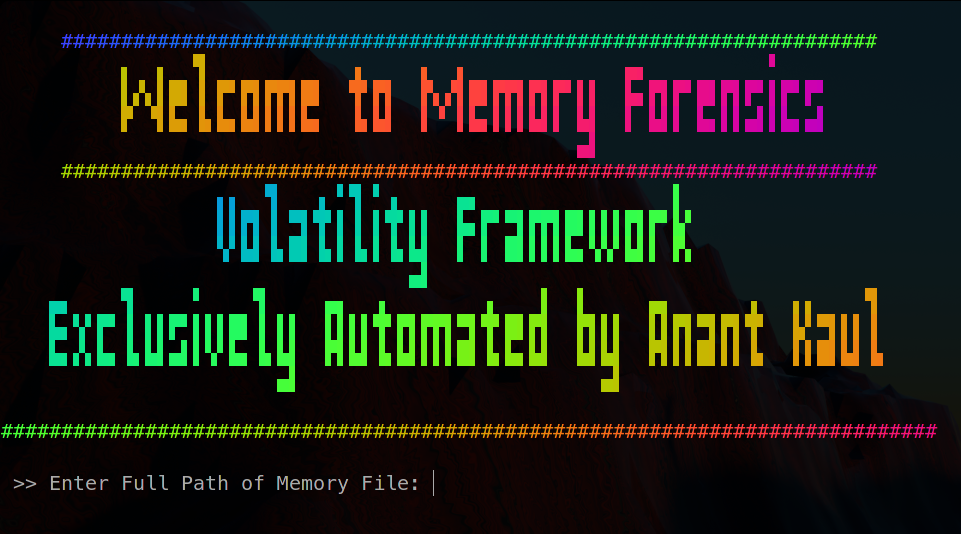 ####################################################################
Welcome to Memory Forensics
####################################################################
Volatility Framework
Exclusively Automated by Anant Kaul
##############################################################################
>> Enter Full Path of Memory File: